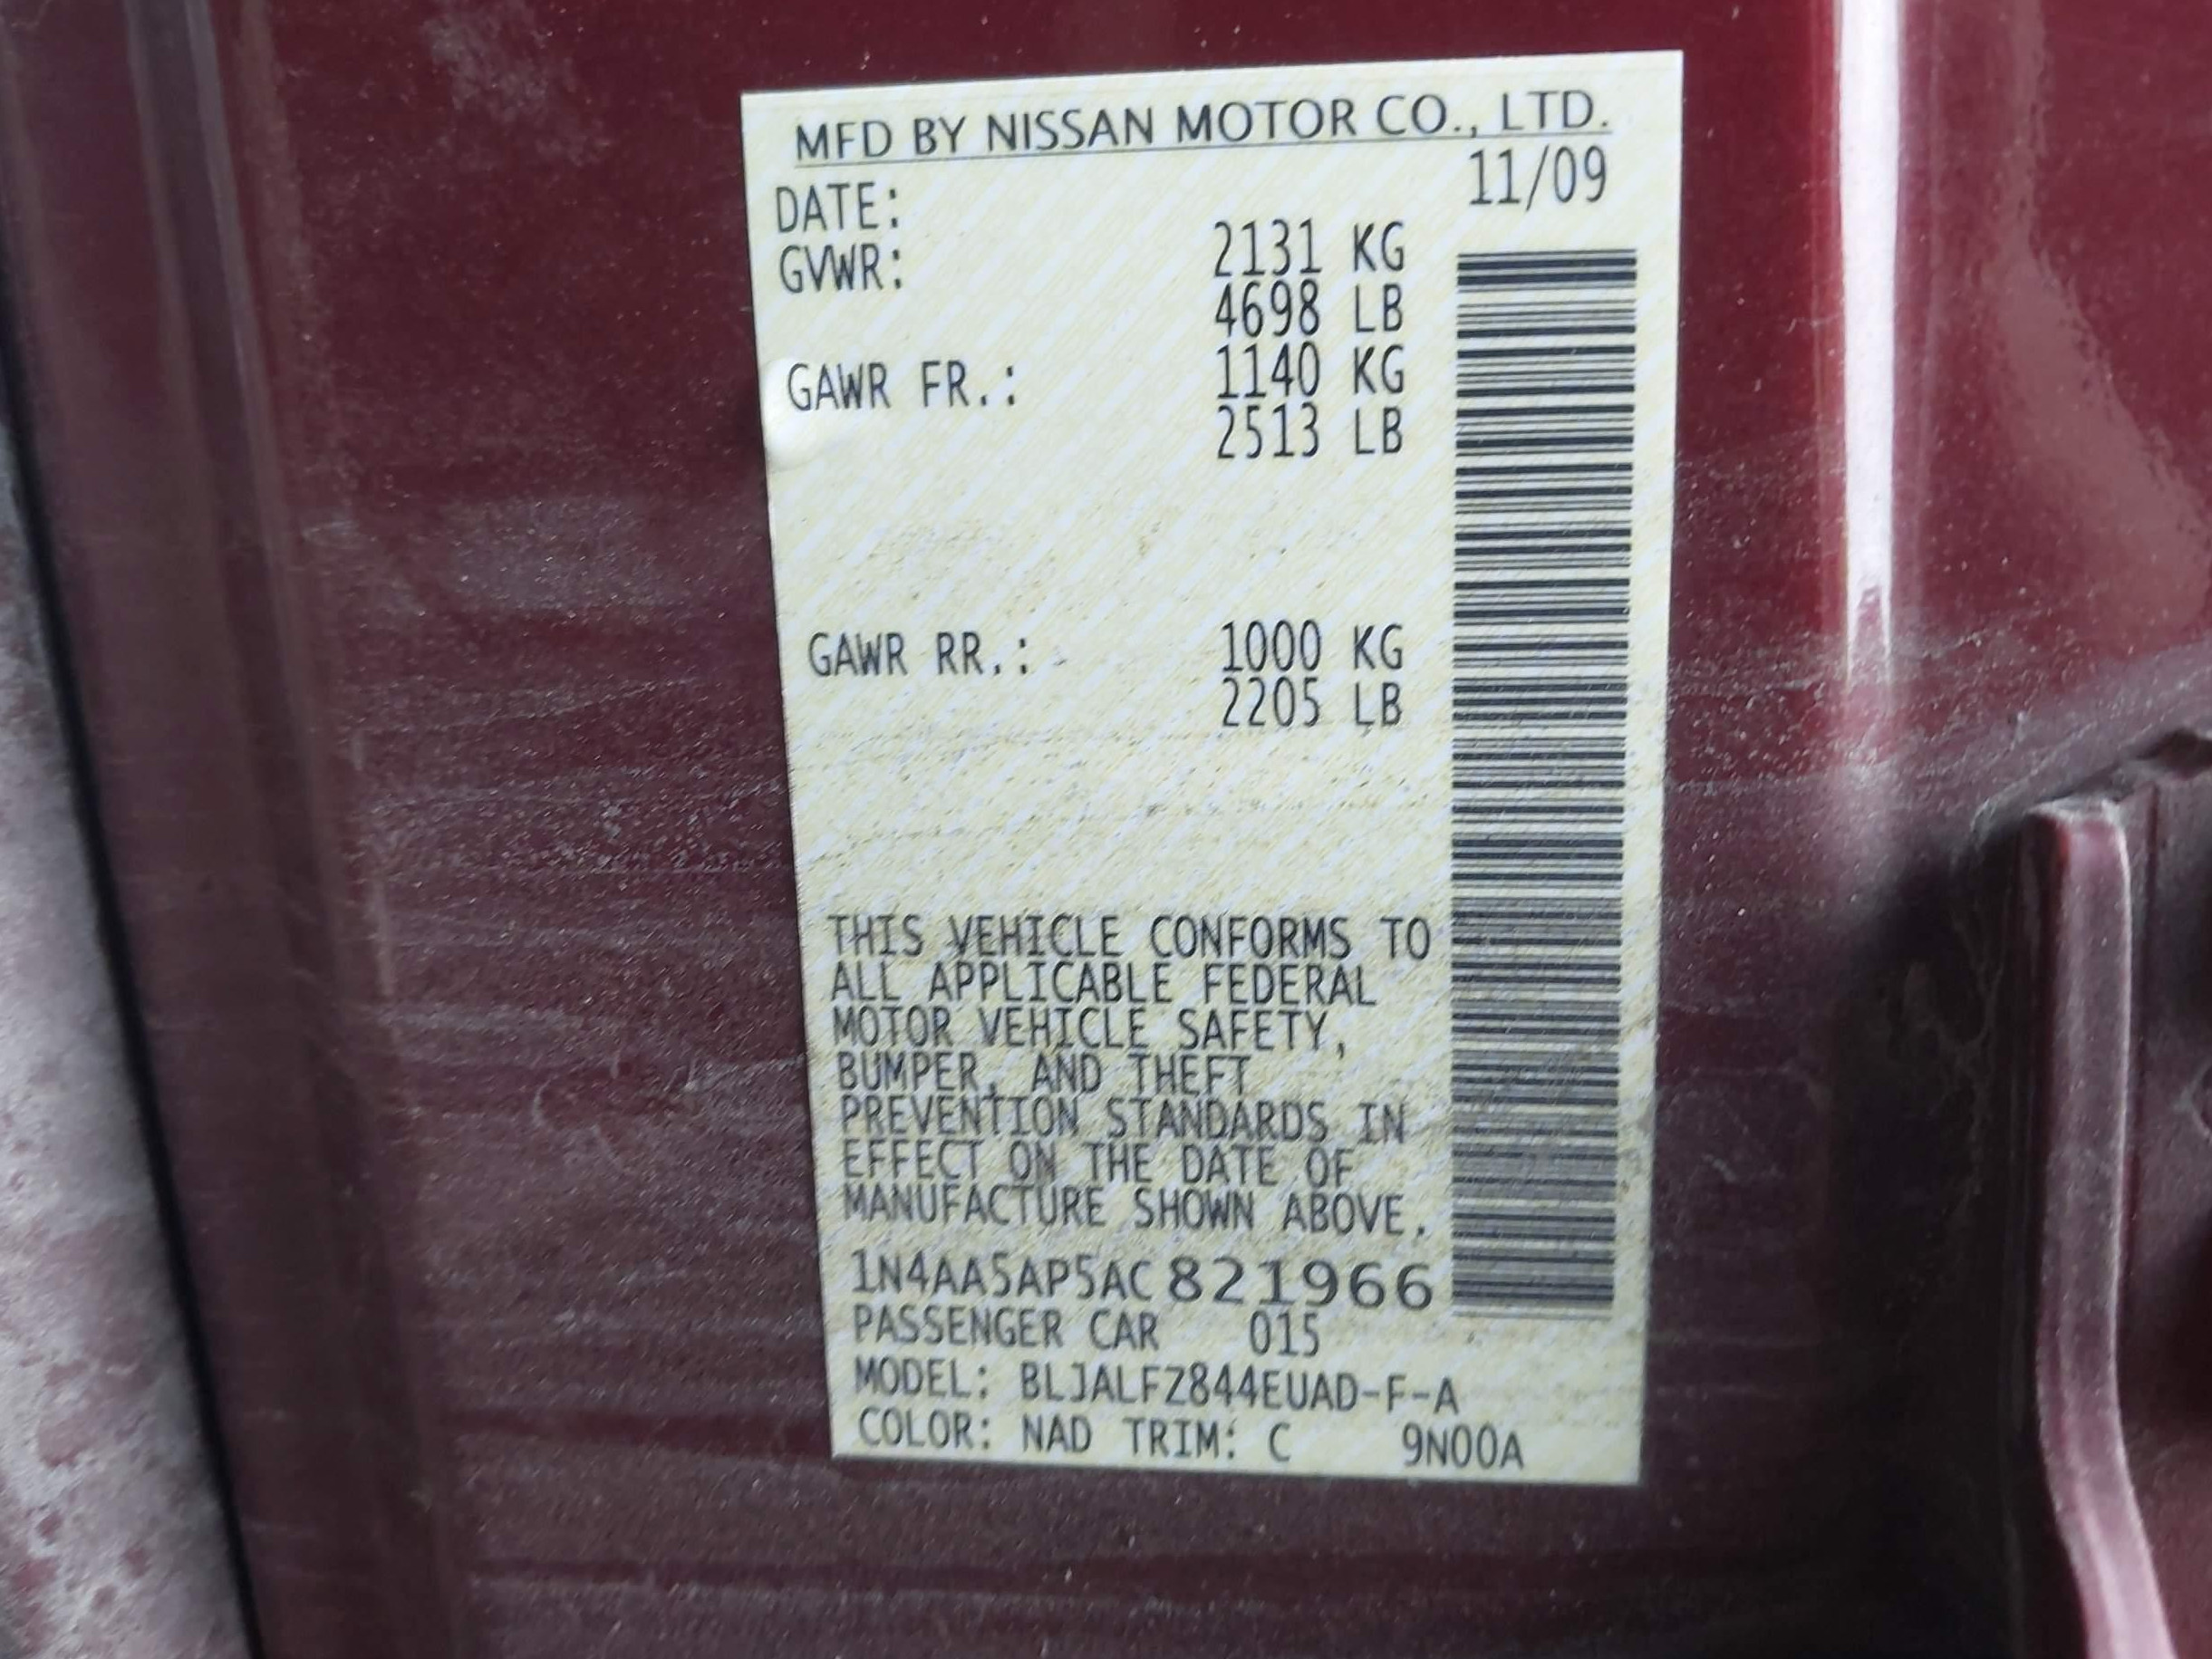 MFD BY NISSAN MOTOR CO., LTD.
DATE: 11/09
GVWR: 2131 KG
4698 LB
GAWR FR.: 1140 KG
2513 LB
GAWR RR.: 1000 KG
2205 LB
THIS VEHICLE CONFORMS TO
ALL APPLICABLE FEDERAL
MOTOR VEHICLE SAFETY,
BUMPER, AND THEFT
PREVENTION STANDARDS IN
EFFECT ON THE DATE OF
MANUFACTURE SHOWN ABOVE.
1N4AA5AP5AC821966
PASSENGER CAR 015
MODEL: BLJALFZ844EUAD-F-A
COLOR: NAD TRIM: C 9N00A